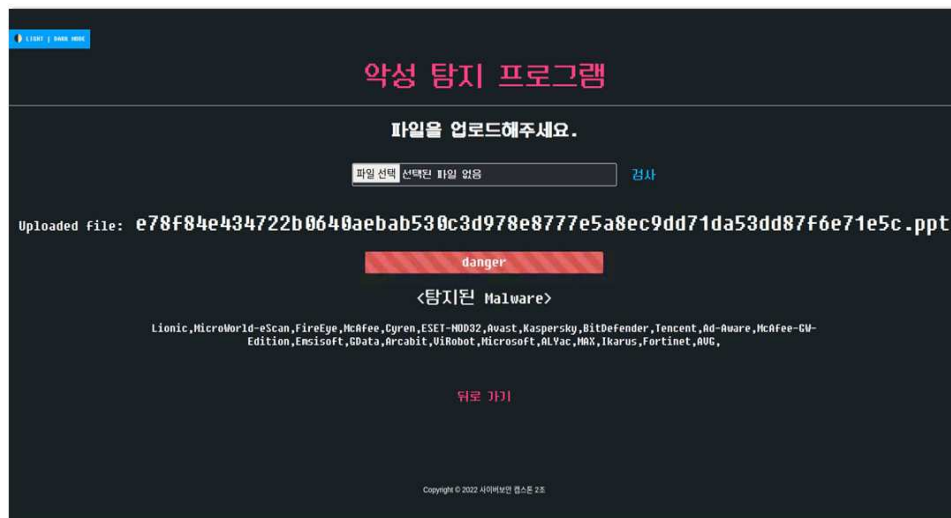 LIGHT | DARK MODE
악성 탐지 프로그램
파일을 업로드해주세요.
파일 선택 선택된 파일 없음 검사
Uploaded file: e78f84e434722b0640aebab530c3d978e8777e5a8ec9dd71da53dd87f6e71e5c.ppt
danger
<탐지된 Malware>
Lionic,MicroWorld-eScan,FireEye,McAfee,Cyren,ESET-NOD32,Avast,Kaspersky,BitDefender,Tencent,Ad-Aware,McAfee-GW-
Edition,Emsisoft,GData,Arcabit,ViRobot,Microsoft,ALYac,MAX,Ikarus,Fortinet,AVG,
뒤로 가기
Copyright © 2022 사이버보안 캡스톤 2조